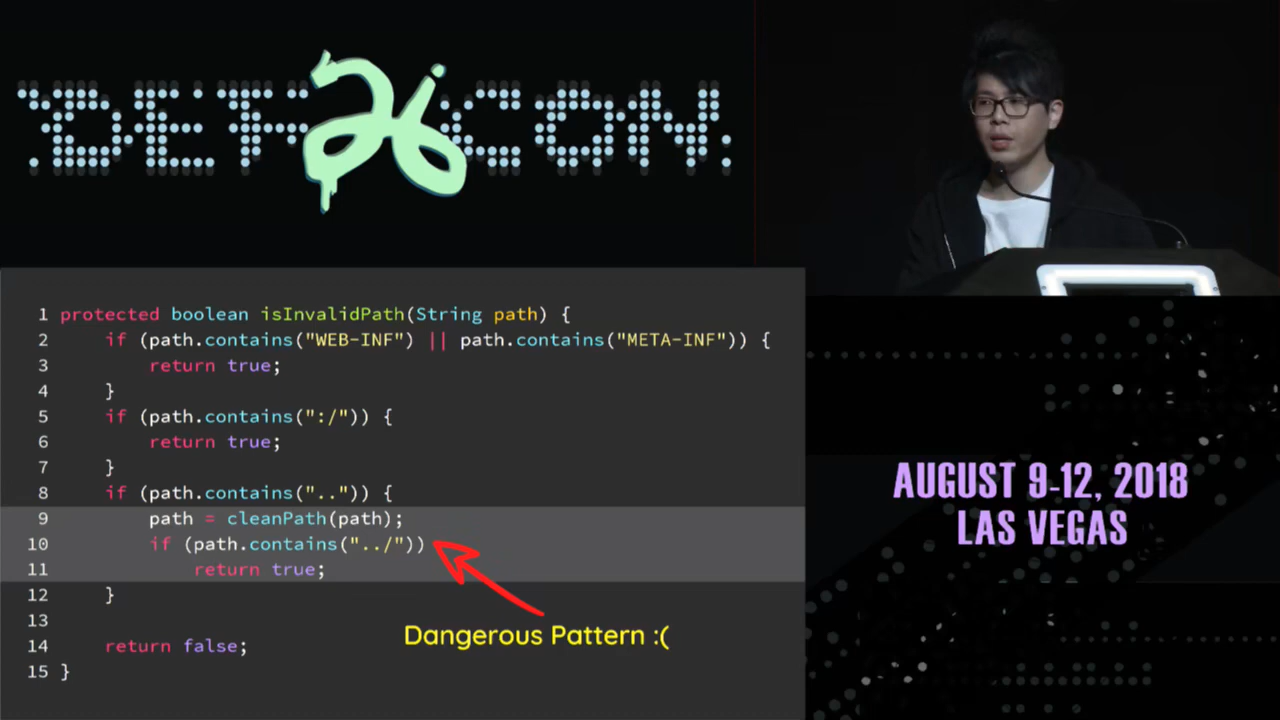 DEF 26 CON
1 protected boolean isInvalidPath(String path) {
2 if (path.contains("WEB-INF") || path.contains("META-INF")) {
3 return true;
4 }
5 if (path.contains(":/")) {
6 return true;
7 }
8 if (path.contains("..")) {
9 path = cleanPath(path);
10 if (path.contains("../"))
11 return true;
12 }
13
14 return false;
15 }
Dangerous Pattern :(
AUGUST 9-12, 2018
LAS VEGAS